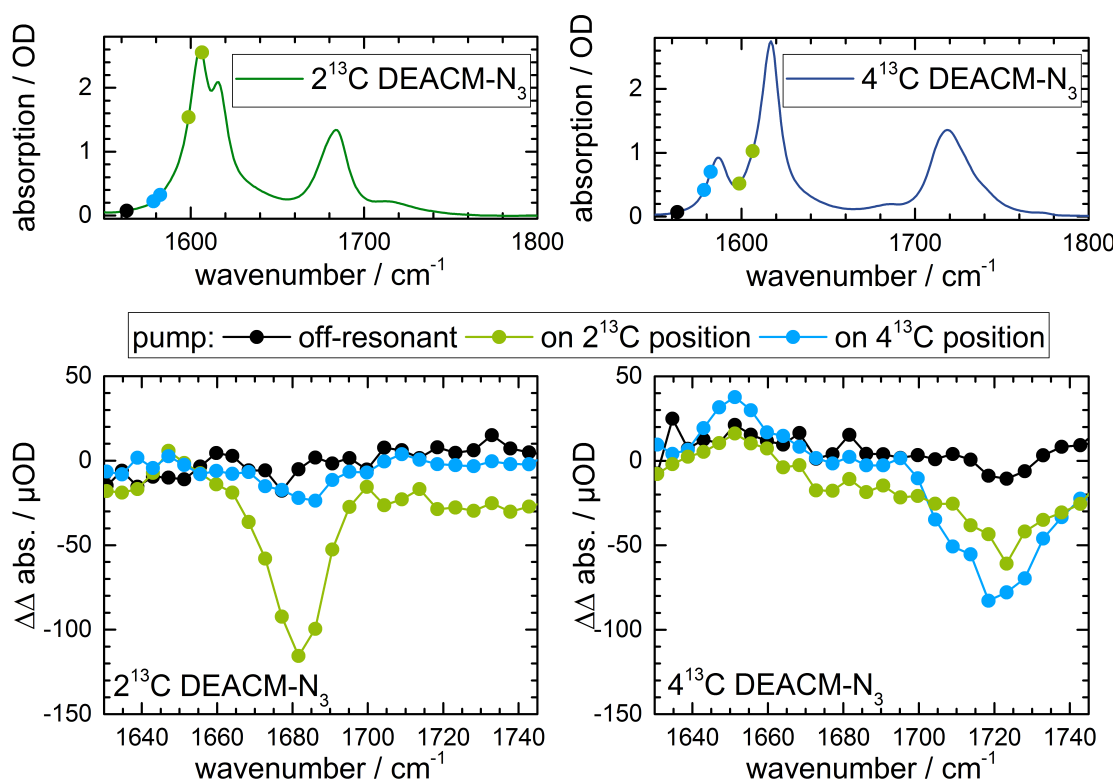 absorption / OD
2
1
0
2¹³C DEACM-N₃
1600
1700
1800
wavenumber / cm⁻¹
absorption / OD
2
1
0
4¹³C DEACM-N₃
1600
1700
1800
wavenumber / cm⁻¹
pump: off-resonant on 2¹³C position on 4¹³C position
ΔΔ abs. / µOD
50
0
-50
-100
-150
2¹³C DEACM-N₃
1640 1660 1680 1700 1720 1740
wavenumber / cm⁻¹
ΔΔ abs. / µOD
50
0
-50
-100
-150
4¹³C DEACM-N₃
1640 1660 1680 1700 1720 1740
wavenumber / cm⁻¹